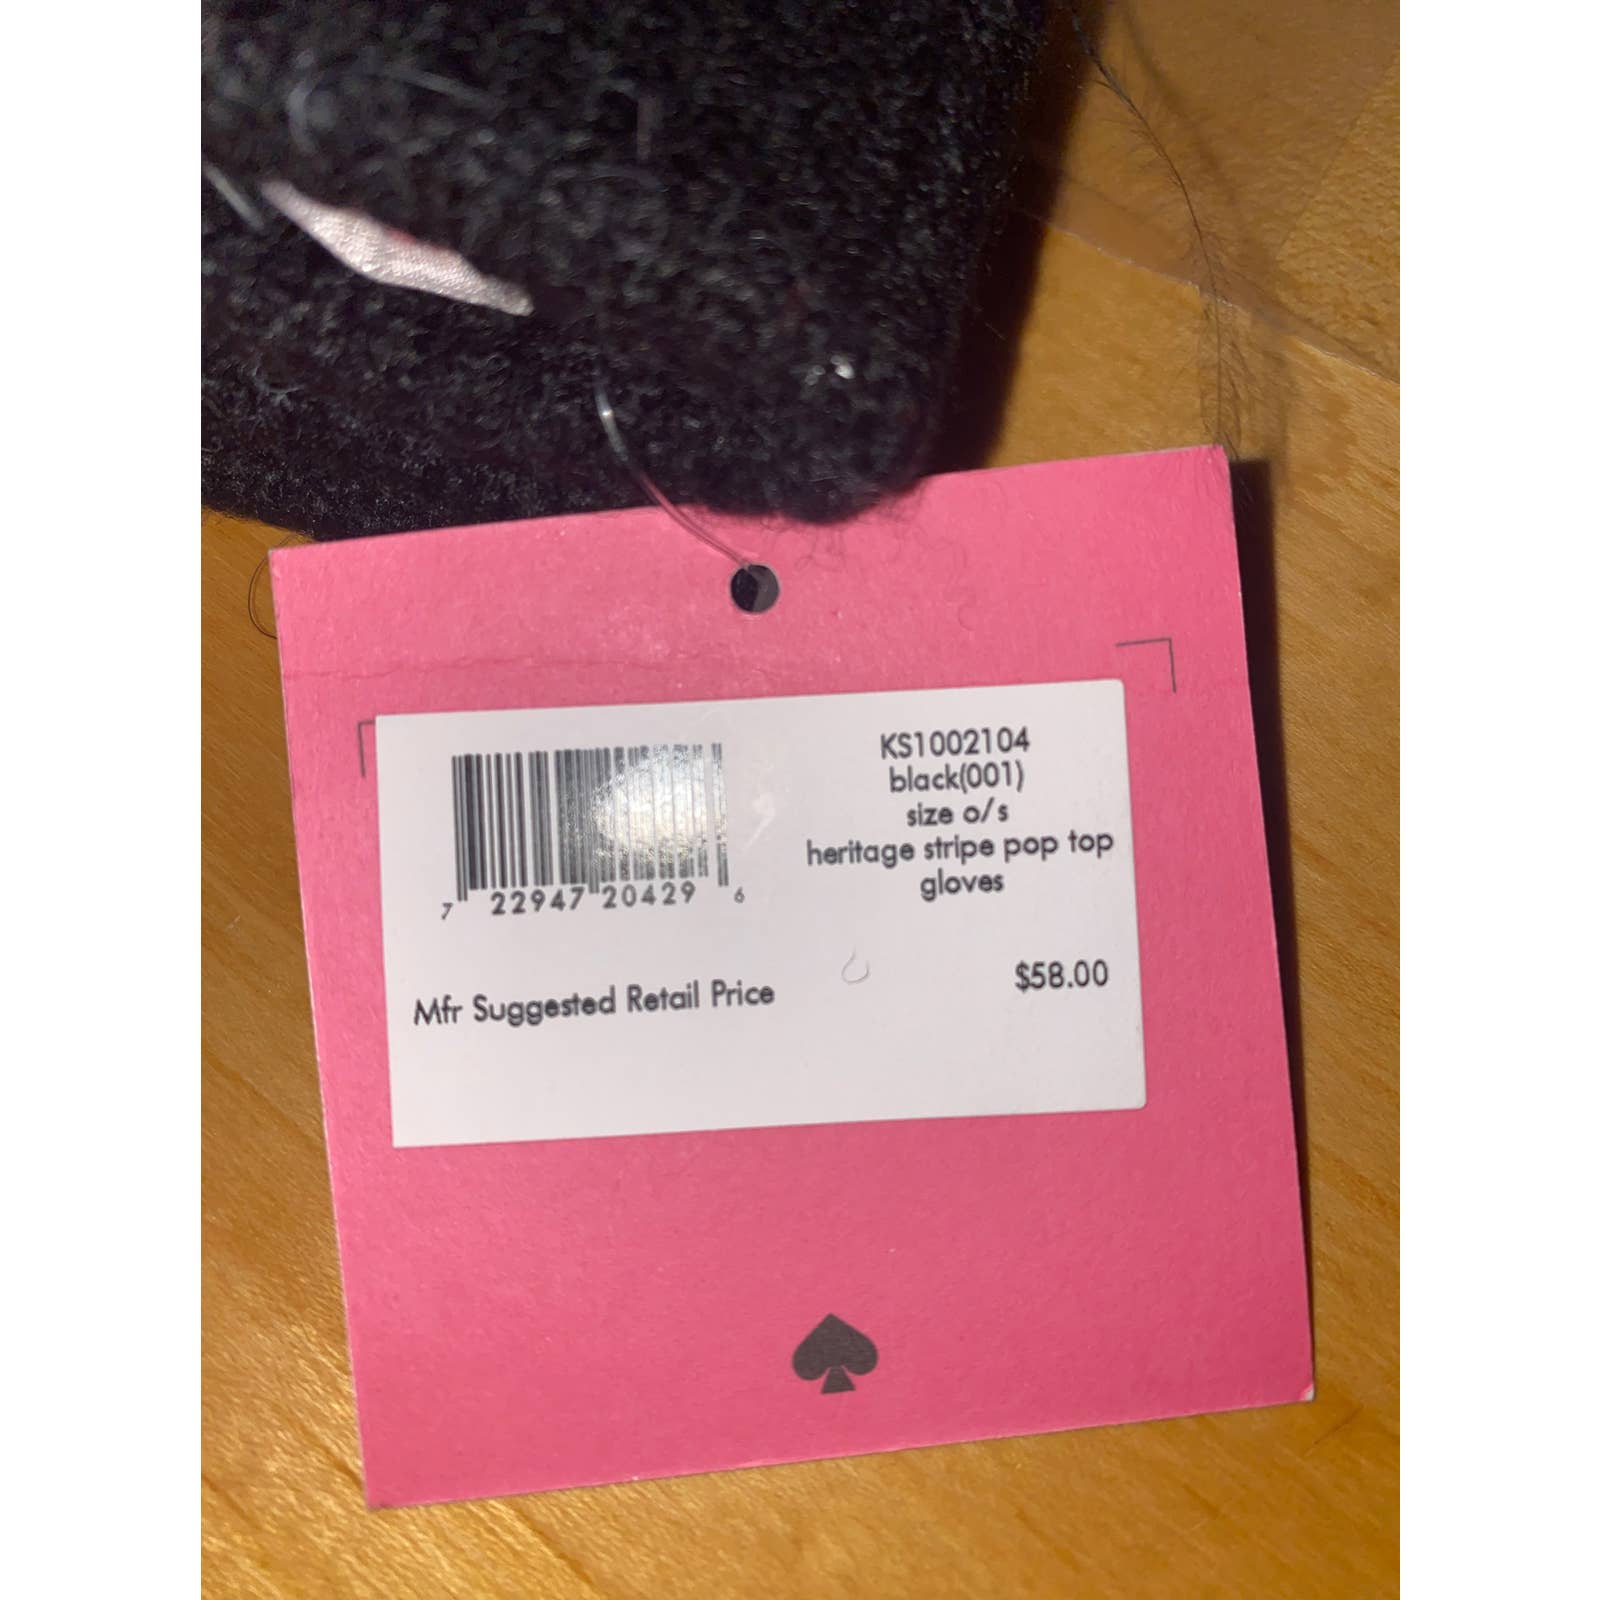 KS1002104
black(001)
size o/s
heritage stripe pop top
gloves
7 22947 20429 6
Mfr Suggested Retail Price $58.00